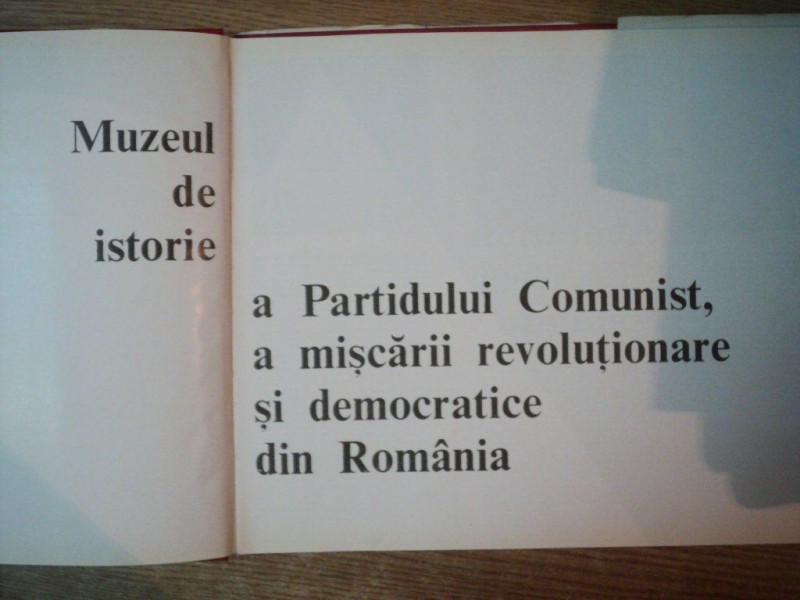 Muzeul
de
istorie
a Partidului Comunist,
a mișcării revoluționare
și democratice
din România